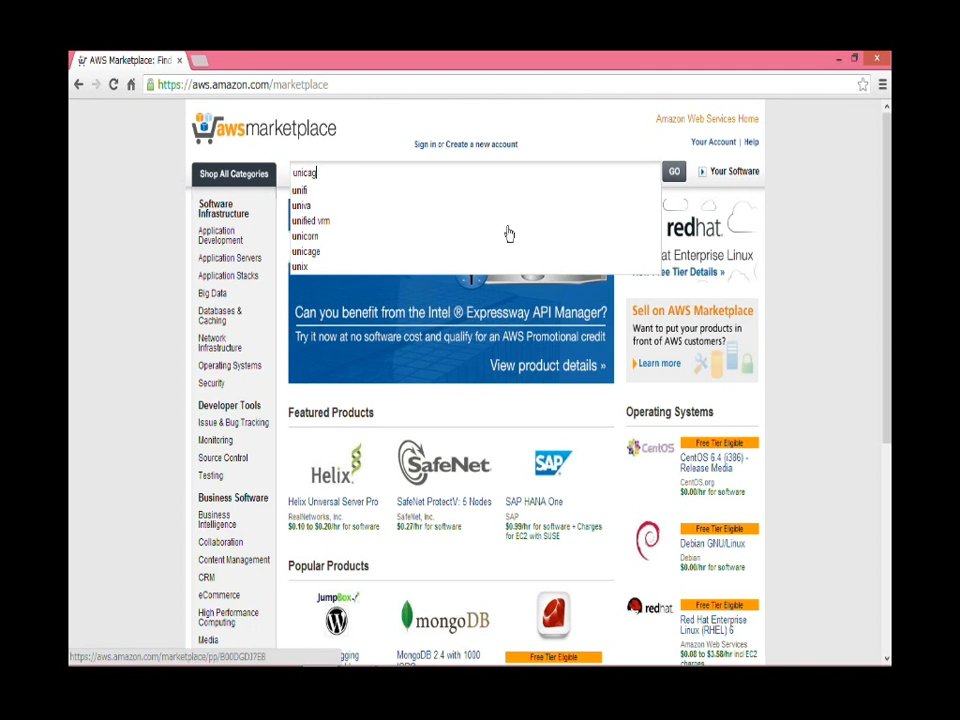 AWS Marketplace: Find
https://aws.amazon.com/marketplace
awsmarketplace
Amazon Web Services Home
Sign in or Create a new account
Your Account | Help
Shop All Categories
unicag
GO
Your Software
unifi
univa
unified vrm
unicorn
unicage
unix
Software
Infrastructure
Application
Development
Application Servers
Application Stacks
Big Data
Databases &
Caching
Network
Infrastructure
Operating Systems
Security
Developer Tools
Issue & Bug Tracking
Monitoring
Source Control
Testing
Business Software
Business
Intelligence
Collaboration
Content Management
CRM
eCommerce
High Performance
Computing
Media
Can you benefit from the Intel ® Expressway API Manager?
Try it now at no software cost and qualify for an AWS Promotional credit
View product details »
redhat.
at Enterprise Linux
Free Tier Details »
Sell on AWS Marketplace
Want to put your products in
front of AWS customers?
Learn more
Featured Products
Helix
Helix Universal Server Pro
RealNetworks, Inc.
$0.10 to $0.20/hr for software
SafeNet
SafeNet ProtectV: 5 Nodes
SafeNet, Inc.
$0.27/hr for software
SAP
SAP HANA One
SAP
$0.99/hr for software + Charges
for EC2 with SUSE
Popular Products
JumpBox
mongoDB
gging
MongoDB 2.4 with 1000
Free Tier Eligible
Operating Systems
CentOS
Free Tier Eligible
CentOS 6.4 (i386) -
Release Media
CentOS.org
$0.00/hr for software
Free Tier Eligible
Debian GNU/Linux
Debian
$0.00/hr for software
redhat
Free Tier Eligible
Red Hat Enterprise
Linux (RHEL) 6
Amazon Web Services
$0.08 to $3.58/hr incl EC2
charges
https://aws.amazon.com/marketplace/pp/B00DGDJ7E8